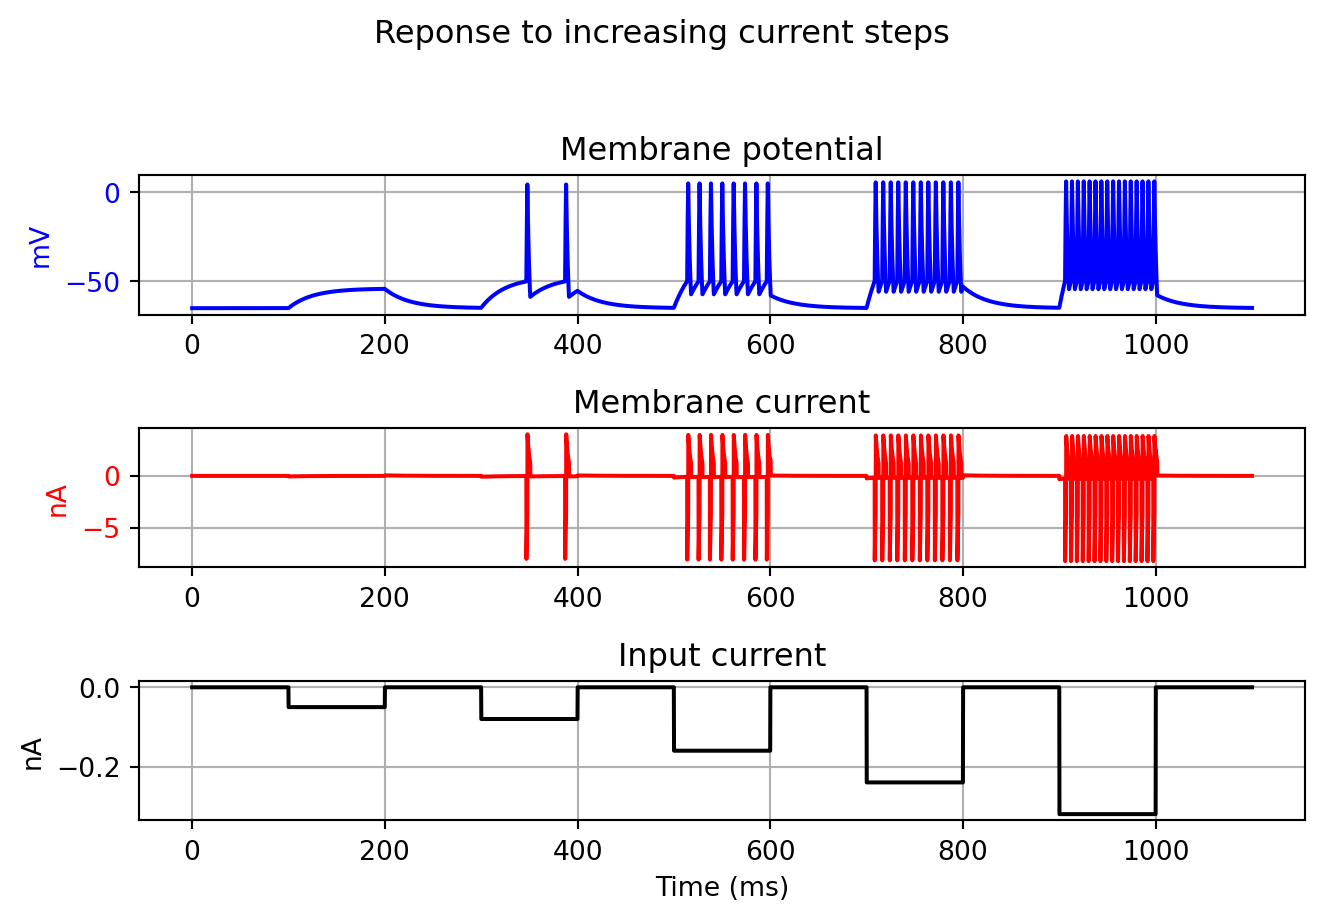 Reponse to increasing current steps
Membrane potential
0
−50
mV
0 200 400 600 800 1000
Membrane current
0
−5
nA
0 200 400 600 800 1000
Input current
0.0
−0.2
nA
0 200 400 600 800 1000
Time (ms)